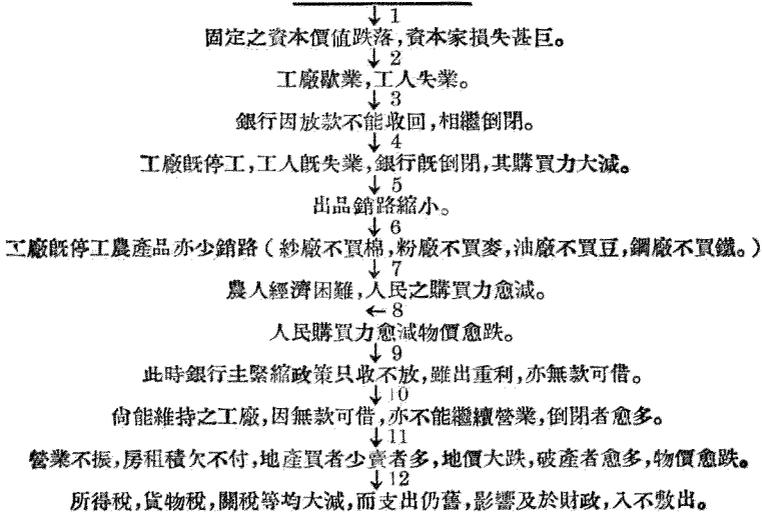 ↓ 1
固定之資本價值跌落,資本家損失甚巨。
↓ 2
工廠歇業,工人失業。
↓ 3
銀行因放款不能收回,相繼倒閉。
↓ 4
工廠旣停工,工人旣失業,銀行旣倒閉,其購買力大減。
↓ 5
出品銷路縮小。
↓ 6
工廠旣停工農產品亦少銷路(紗廠不買棉,粉廠不買麥,油廠不買豆,鋼廠不買鐵。)
↓ 7
農人經濟困難,人民之購買力愈減。
← 8
人民購買力愈減物價愈跌。
↓ 9
此時銀行主緊縮政策只收不放,雖出重利,亦無款可借。
↓ 10
尙能維持之工廠,因無款可借,亦不能繼續營業,倒閉者愈多。
↓ 11
營業不振,房租積欠不付,地產買者少賣者多,地價大跌,破產者愈多,物價愈跌。
↓ 12
所得稅,貨物稅,關稅等均大減,而支出仍舊,影響及於財政,入不敷出。